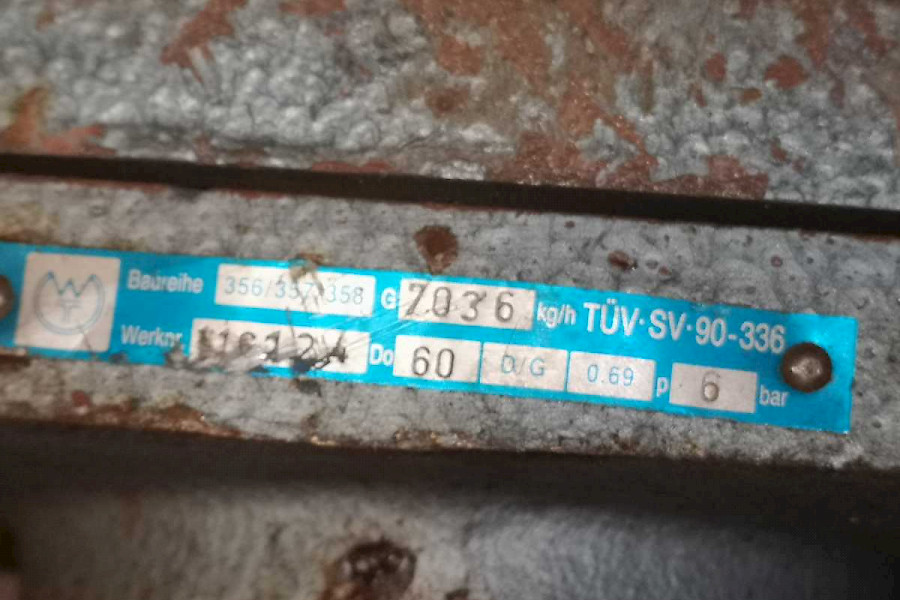 Baureihe 356/357/358 G 7036 kg/h TÜV·SV·90-336
Werknr. Do 60 D/G 0.69 p 6 bar